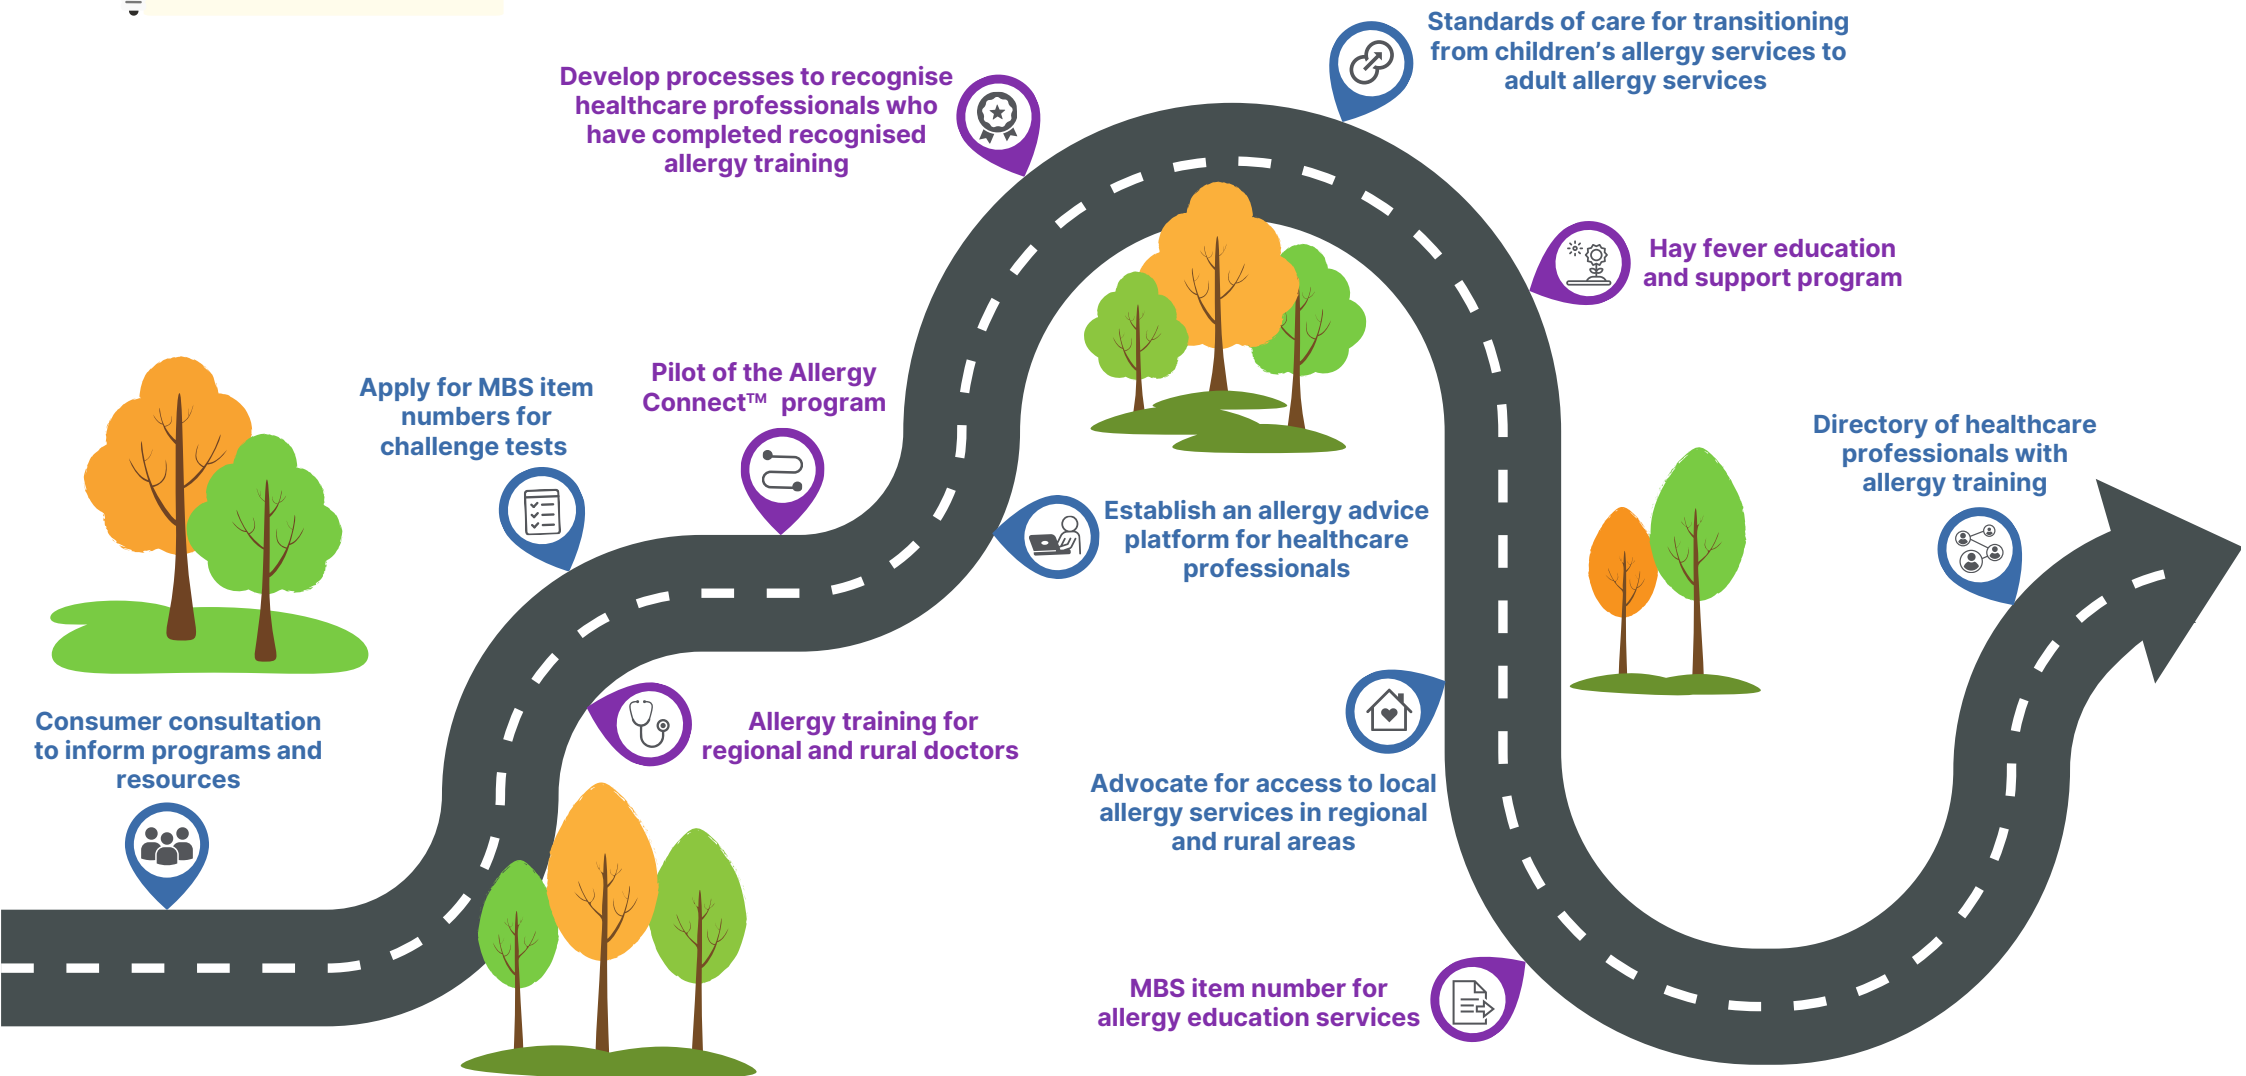 Consumer consultation
to inform programs and
resources
Allergy training for
regional and rural doctors
Apply for MBS item
numbers for
challenge tests
Pilot of the Allergy
Connect™ program
Establish an allergy advice
platform for healthcare
professionals
Develop processes to recognise
healthcare professionals who
have completed recognised
allergy training
Standards of care for transitioning
from children’s allergy services to
adult allergy services
Hay fever education
and support program
Advocate for access to local
allergy services in regional
and rural areas
MBS item number for
allergy education services
Directory of healthcare
professionals with
allergy training